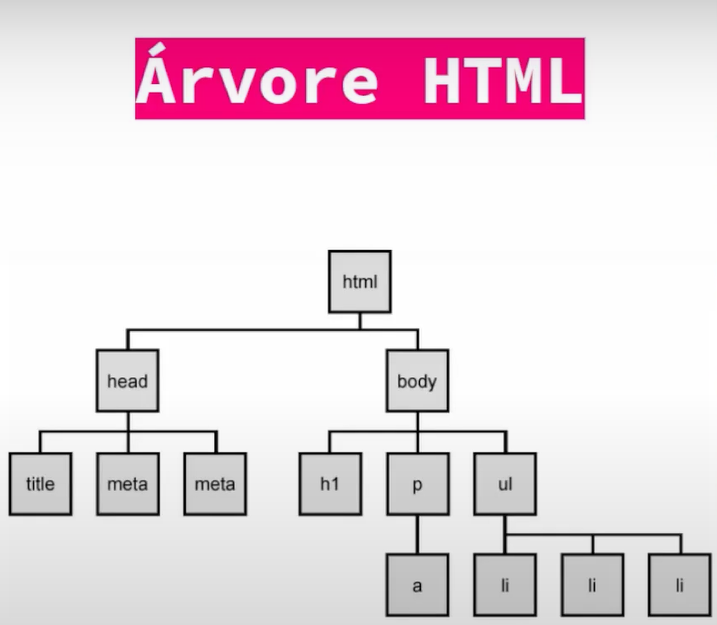 Árvore HTML
html
head
body
title
meta
meta
h1
p
ul
a
li
li
li